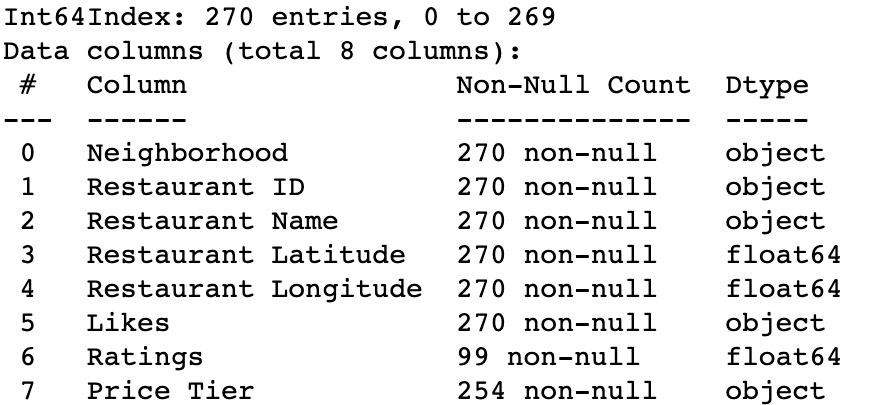 Int64Index: 270 entries, 0 to 269
Data columns (total 8 columns):
 #   Column                Non-Null Count  Dtype
---  ------                --------------  -----
 0   Neighborhood          270 non-null    object
 1   Restaurant ID         270 non-null    object
 2   Restaurant Name       270 non-null    object
 3   Restaurant Latitude   270 non-null    float64
 4   Restaurant Longitude  270 non-null    float64
 5   Likes                 270 non-null    object
 6   Ratings               99 non-null     float64
 7   Price Tier            254 non-null    object